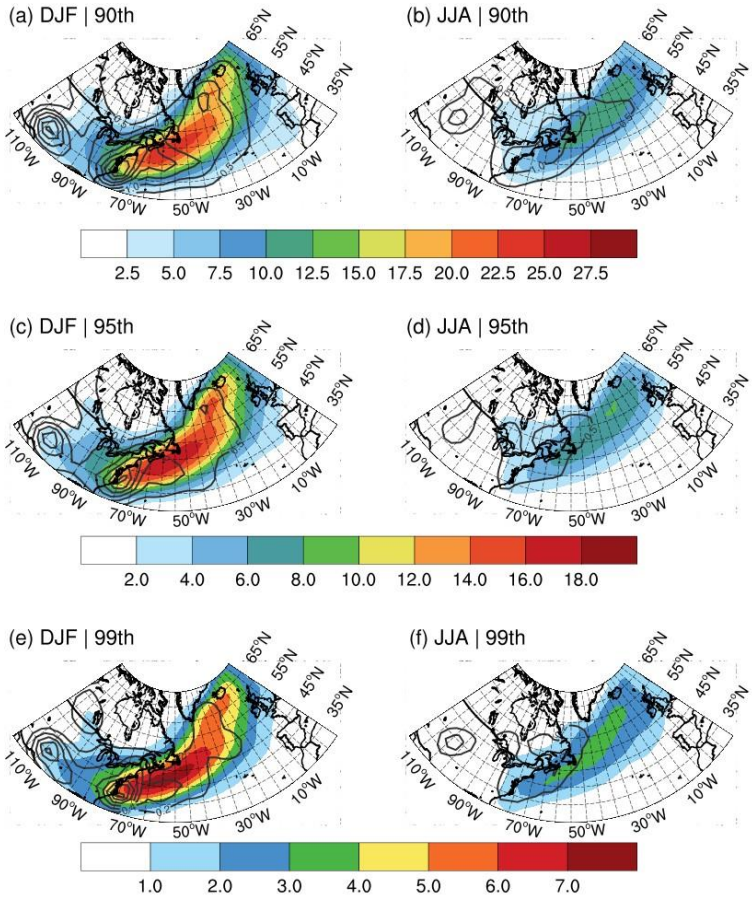 (a) DJF | 90th
(b) JJA | 90th
65°N
55°N
45°N
35°N
65°N
55°N
45°N
35°N
110°W
90°W
70°W
50°W
30°W
10°W
110°W
90°W
70°W
50°W
30°W
10°W
2.5 5.0 7.5 10.0 12.5 15.0 17.5 20.0 22.5 25.0 27.5
(c) DJF | 95th
(d) JJA | 95th
65°N
55°N
45°N
35°N
65°N
55°N
45°N
35°N
110°W
90°W
70°W
50°W
30°W
10°W
110°W
90°W
70°W
50°W
30°W
10°W
2.0 4.0 6.0 8.0 10.0 12.0 14.0 16.0 18.0
(e) DJF | 99th
(f) JJA | 99th
65°N
55°N
45°N
35°N
65°N
55°N
45°N
35°N
110°W
90°W
70°W
50°W
30°W
10°W
110°W
90°W
70°W
50°W
30°W
10°W
1.0 2.0 3.0 4.0 5.0 6.0 7.0